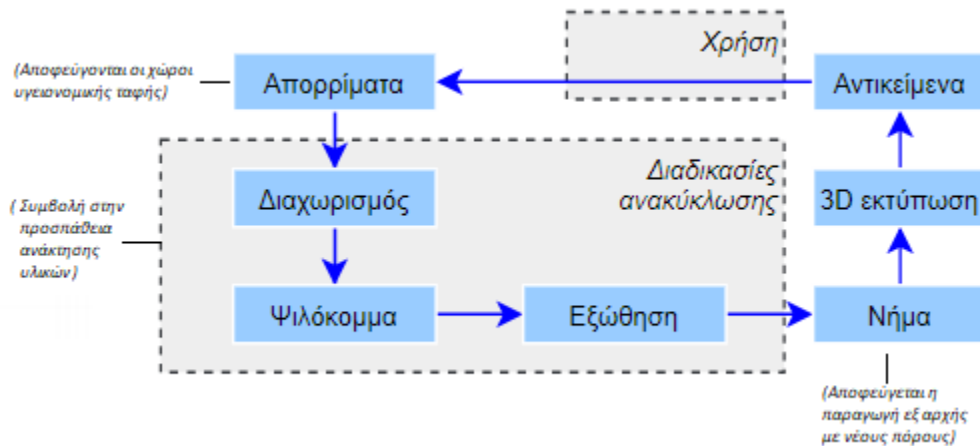 Χρήση
(Αποφεύγονται οι χώροι
υγειονομικής ταφής)
Απορρίματα
Αντικείμενα
Διαδικασίες
ανακύκλωσης
Διαχωρισμός
3D εκτύπωση
( Συμβολή στην
προσπάθεια
ανάκτησης
υλικών)
Ψιλόκομμα
Εξώθηση
Νήμα
(Αποφεύγεται η
παραγωγή εξ αρχής
με νέους πόρους)